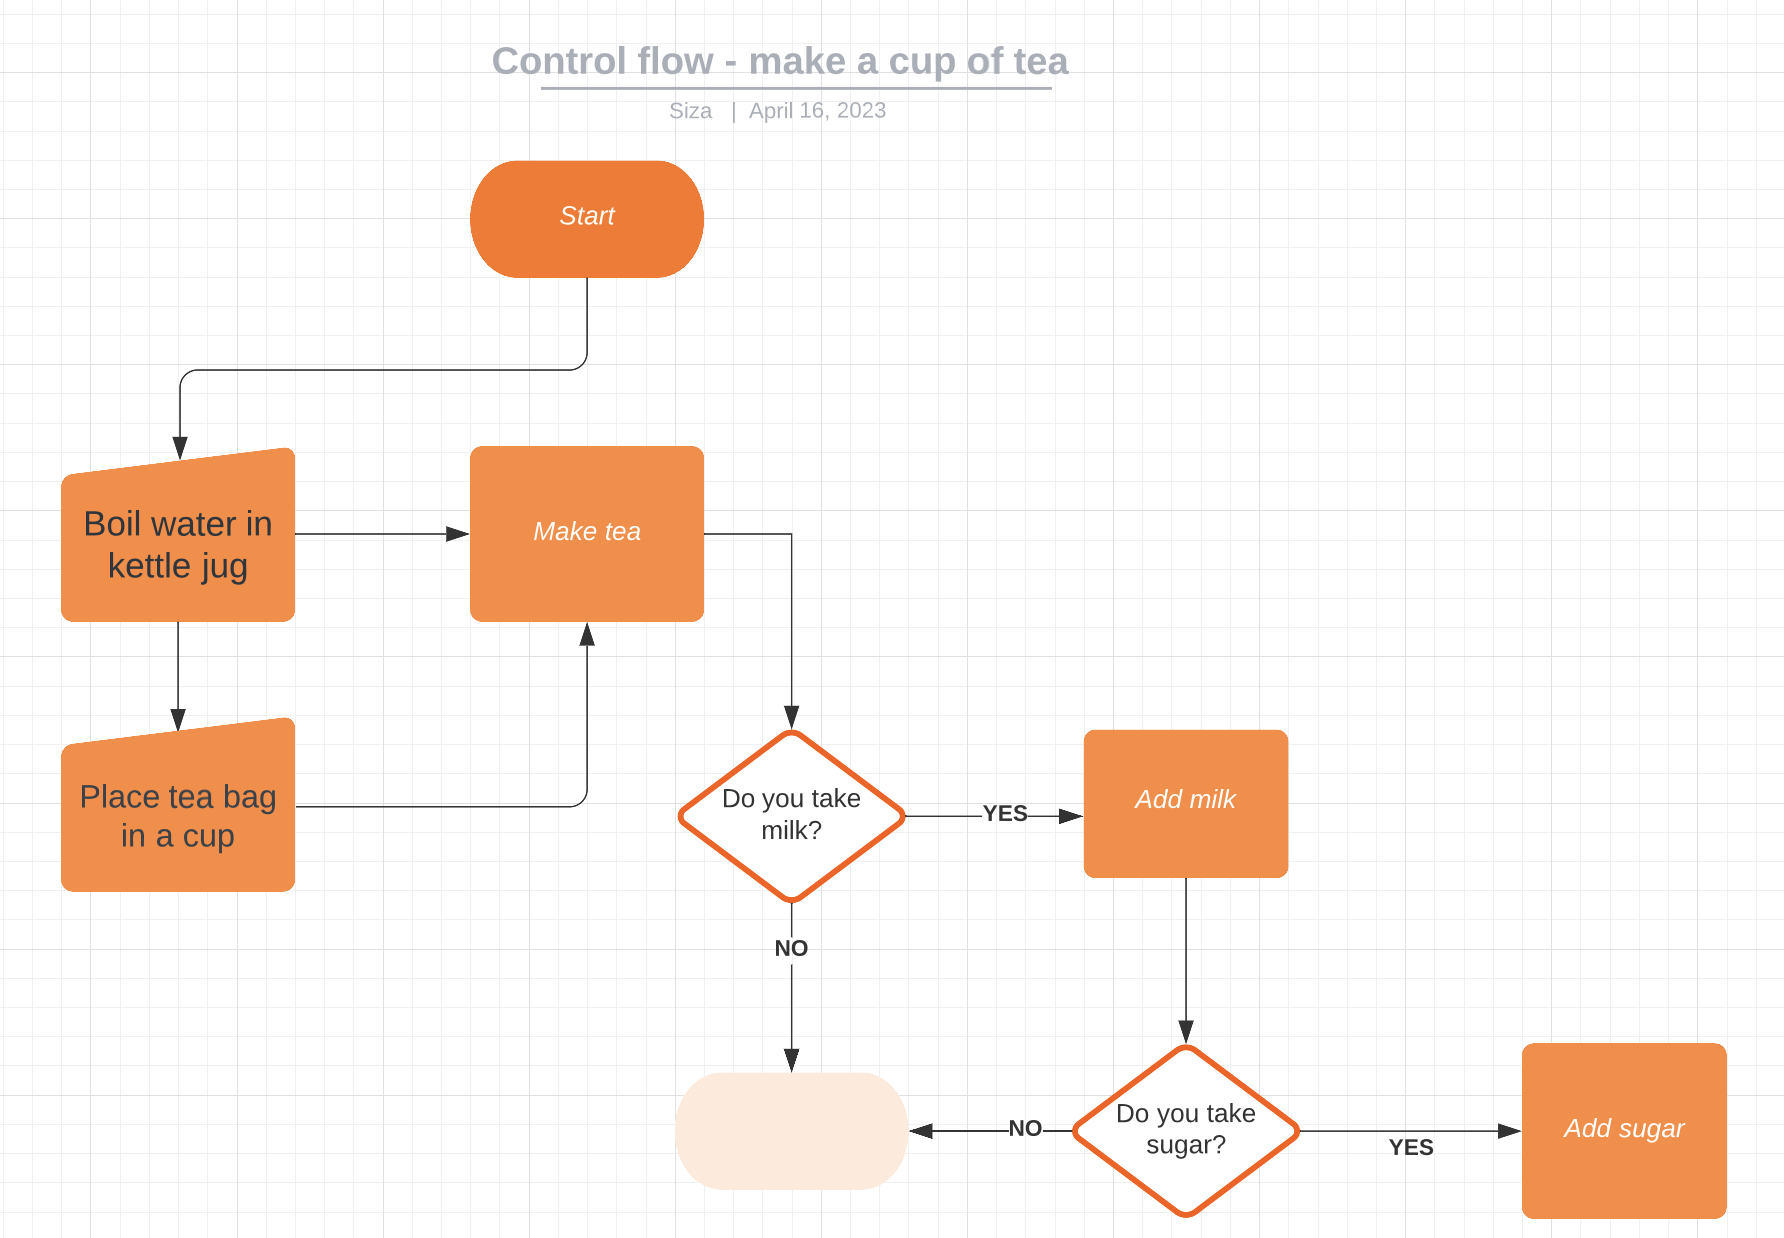 Control flow - make a cup of tea
Siza | April 16, 2023
Start
Boil water in
kettle jug
Make tea
Place tea bag
in a cup
Do you take
milk?
YES
Add milk
NO
Do you take
sugar?
NO
YES
Add sugar